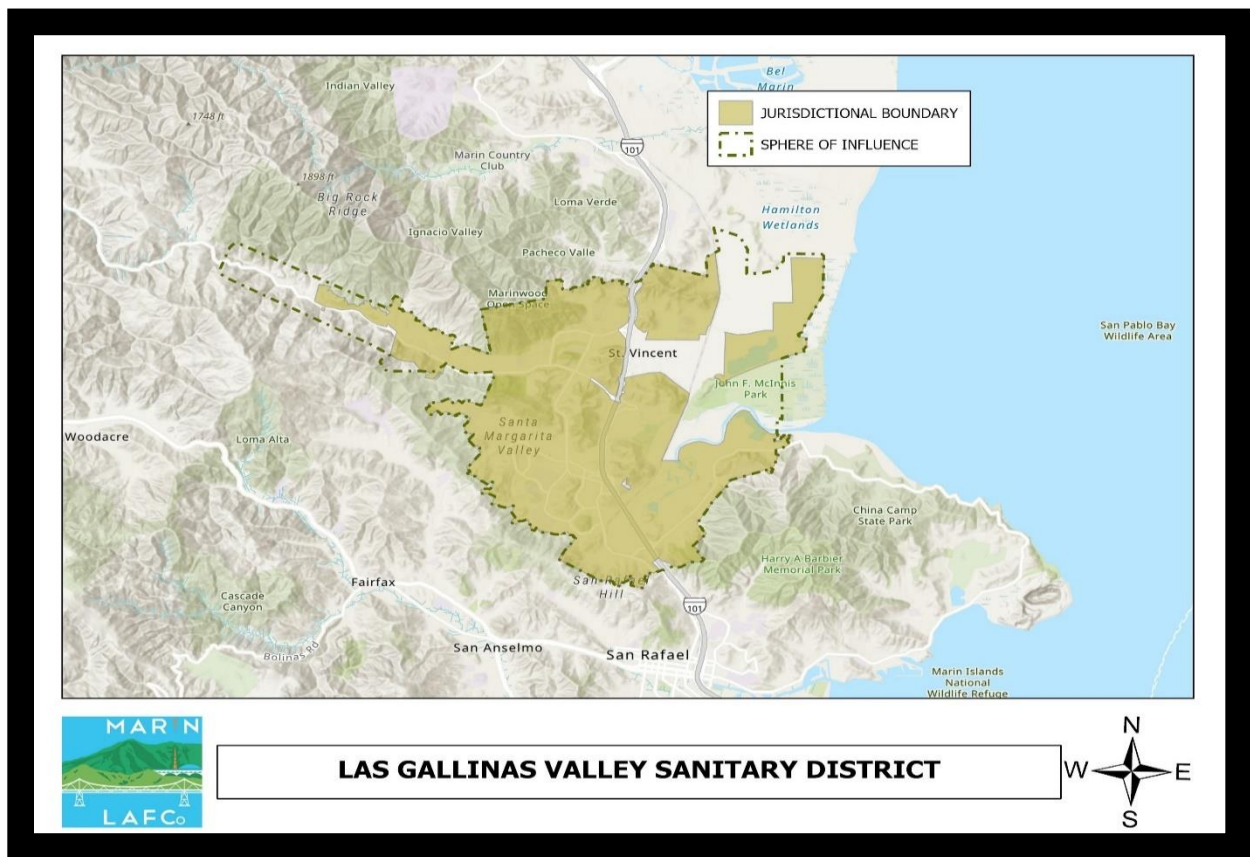 Bel
Marin
Indian Valley
JURISDICTIONAL BOUNDARY
1748 ft
101
SPHERE OF INFLUENCE
Marin Country
Club
1898 ft
Big Rock
Ridge
Loma Verde
Hamilton
Wetlands
Ignacio Valley
Pacheco Valle
Marinwood
Open Space
San Pablo Bay
Wildlife Area
St. Vincent
John F. McInnis
Park
Santa
Margarita
Valley
Woodacre
Loma Alta
China Camp
State Park
Harry A Barbier
Memorial Park
Fairfax
San Rafael
Hill
Cascade
Canyon
101
Bolinas Rd
San Anselmo
San Rafael
Marin Islands
National
Wildlife Refuge
MARIN
LAFCo
LAS GALLINAS VALLEY SANITARY DISTRICT
N
W
E
S